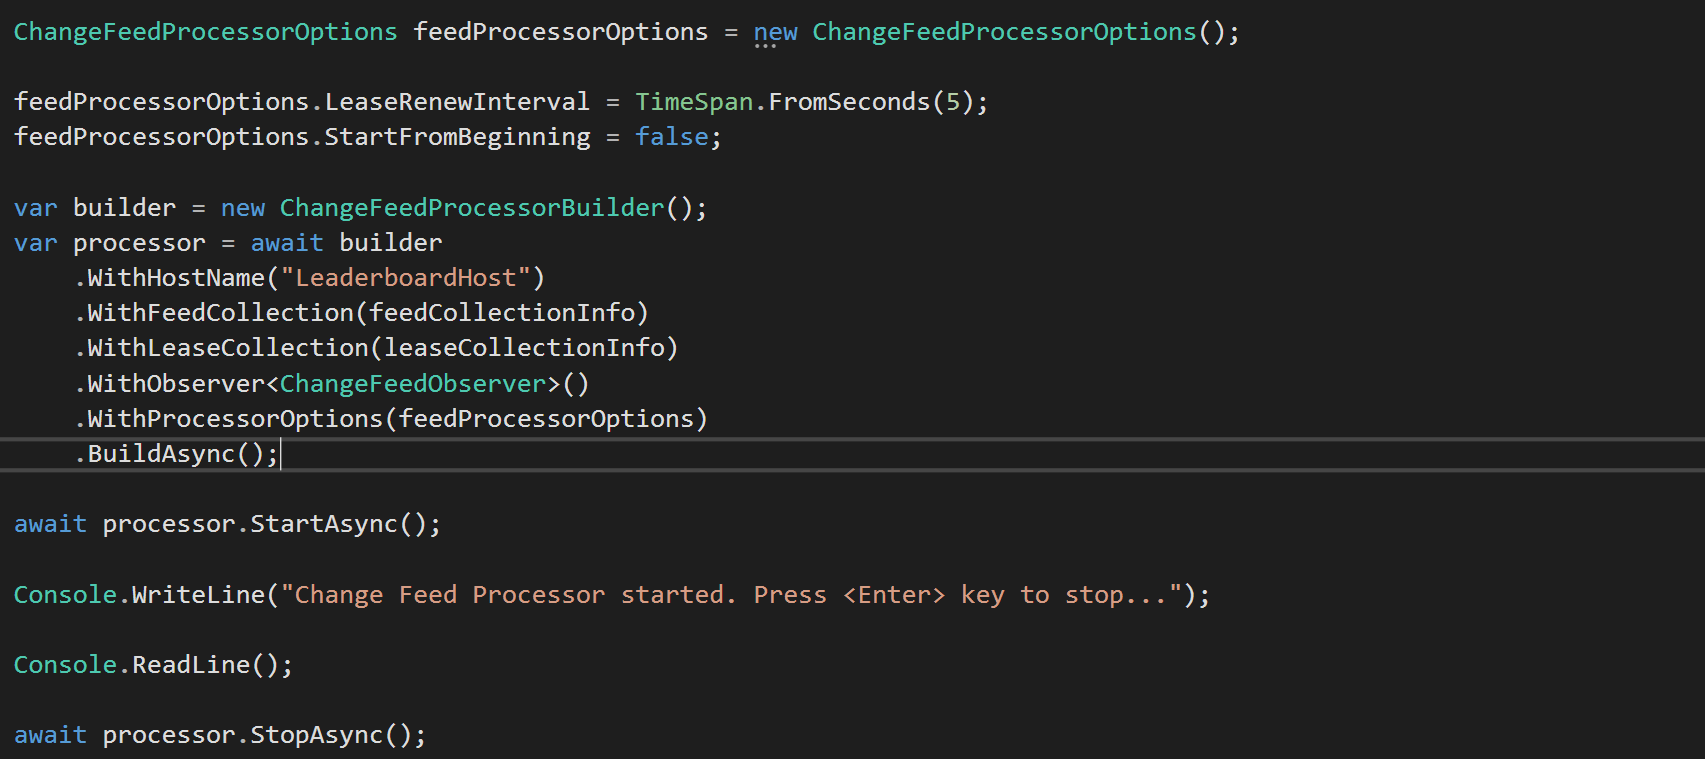 ChangeFeedProcessorOptions feedProcessorOptions = new ChangeFeedProcessorOptions();
feedProcessorOptions.LeaseRenewInterval = TimeSpan.FromSeconds(5);
feedProcessorOptions.StartFromBeginning = false;
var builder = new ChangeFeedProcessorBuilder();
var processor = await builder
.WithHostName("LeaderboardHost")
.WithFeedCollection(feedCollectionInfo)
.WithLeaseCollection(leaseCollectionInfo)
.WithObserver<ChangeFeedObserver>()
.WithProcessorOptions(feedProcessorOptions)
.BuildAsync();
await processor.StartAsync();
Console.WriteLine("Change Feed Processor started. Press <Enter> key to stop...");
Console.ReadLine();
await processor.StopAsync();